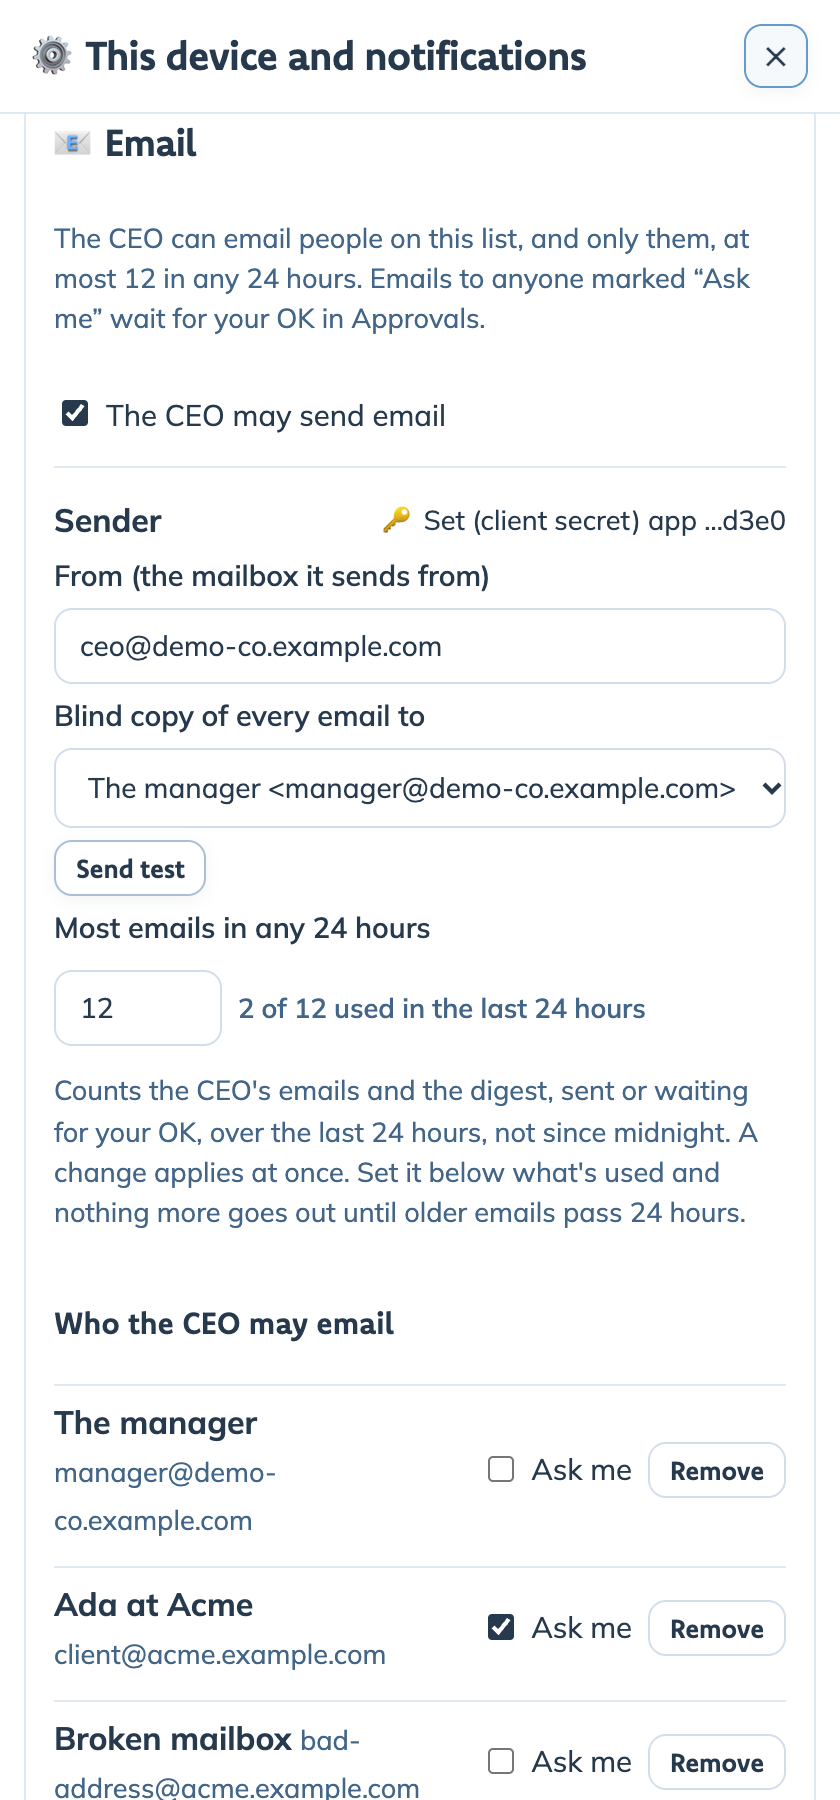 This device and notifications
Email
The CEO can email people on this list, and only them, at
most 12 in any 24 hours. Emails to anyone marked “Ask
me” wait for your OK in Approvals.
The CEO may send email
Sender
Set (client secret) app ...d3e0
From (the mailbox it sends from)
ceo@demo-co.example.com
Blind copy of every email to
The manager <manager@demo-co.example.com>
Send test
Most emails in any 24 hours
12
2 of 12 used in the last 24 hours
Counts the CEO's emails and the digest, sent or waiting
for your OK, over the last 24 hours, not since midnight. A
change applies at once. Set it below what's used and
nothing more goes out until older emails pass 24 hours.
Who the CEO may email
The manager
manager@demo-
co.example.com
Ask me
Remove
Ada at Acme
client@acme.example.com
Ask me
Remove
Broken mailbox bad-
address@acme.example.com
Ask me
Remove